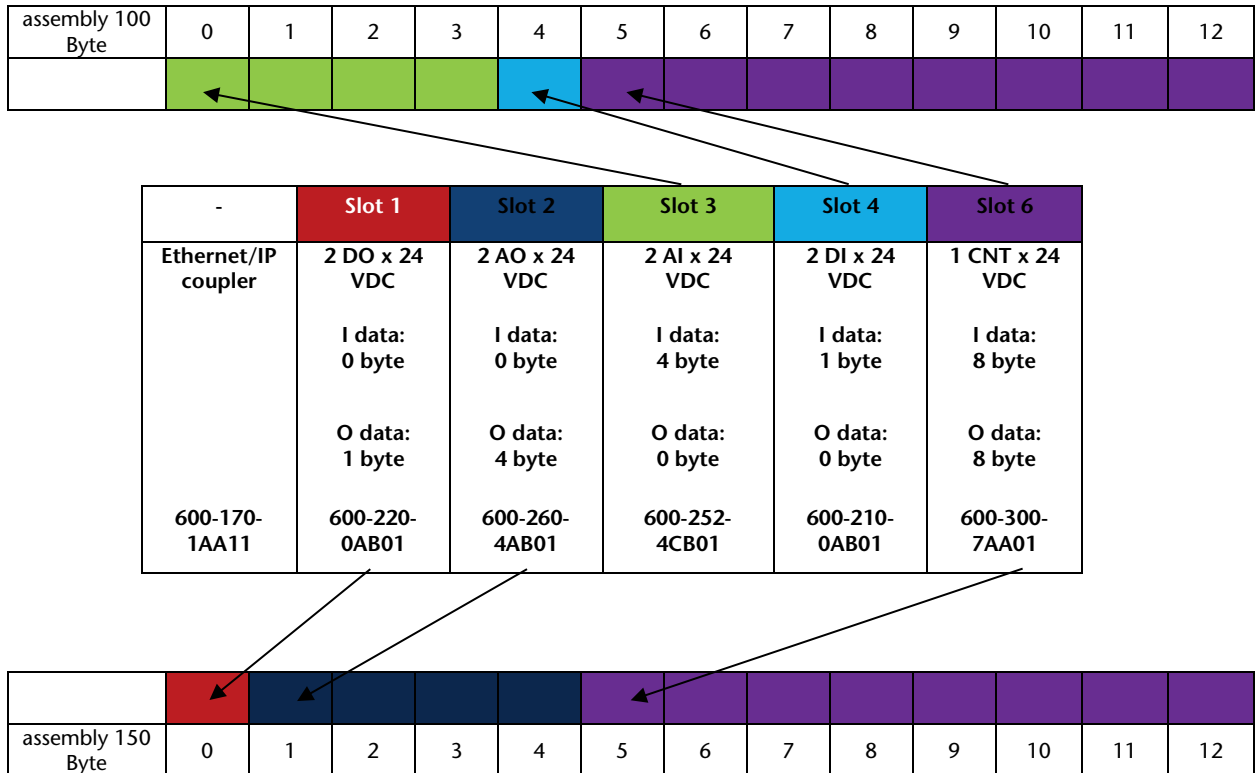 assembly 100
Byte
0 1 2 3 4 5 6 7 8 9 10 11 12
- Slot 1 Slot 2 Slot 3 Slot 4 Slot 6
Ethernet/IP 2 DO x 24 2 AO x 24 2 AI x 24 2 DI x 24 1 CNT x 24
coupler VDC VDC VDC VDC VDC
I data: I data: I data: I data: I data:
0 byte 0 byte 4 byte 1 byte 8 byte
O data: O data: O data: O data: O data:
1 byte 4 byte 0 byte 0 byte 8 byte
600-170- 600-220- 600-260- 600-252- 600-210- 600-300-
1AA11 0AB01 4AB01 4CB01 0AB01 7AA01
assembly 150
Byte
0 1 2 3 4 5 6 7 8 9 10 11 12